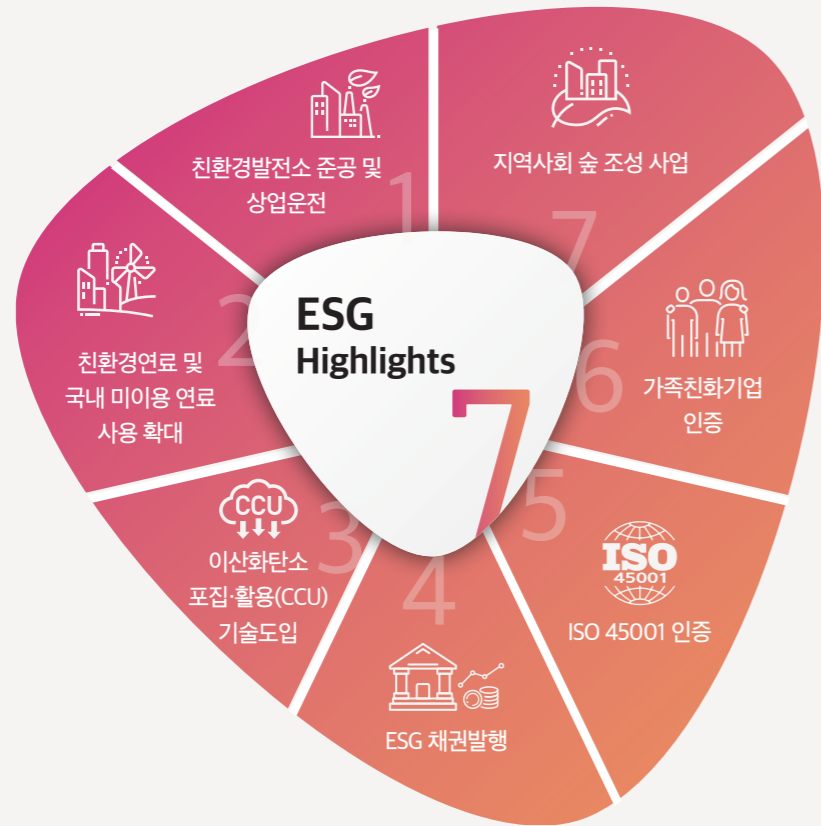 ESG
Highlights
7
1
친환경발전소 준공 및
상업운전
2
친환경연료 및
국내 미이용 연료
사용 확대
3
CCU
이산화탄소
포집·활용(CCU)
기술도입
4
ESG 채권발행
5
ISO
45001
ISO 45001 인증
6
가족친화기업
인증
7
지역사회 숲 조성 사업